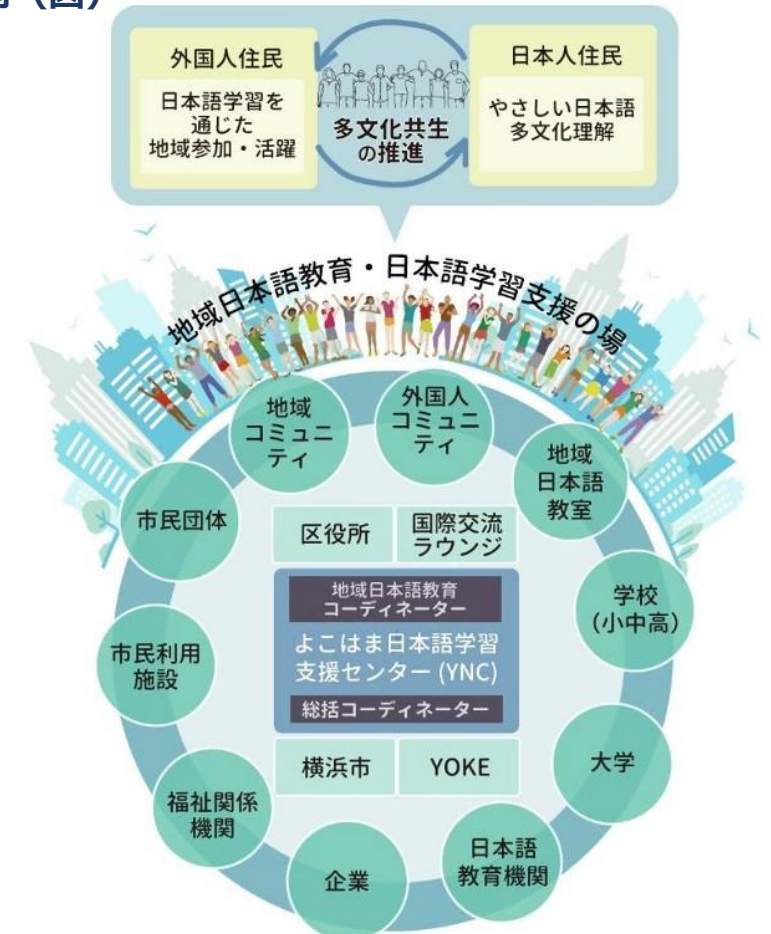 （図）
外国人住民
日本語学習を
通じた
地域参加・活躍
多文化共生
の推進
日本人住民
やさしい日本語
多文化理解
地域日本語教育・日本語学習支援の場
地域
コミュニ
ティ
外国人
コミュニ
ティ
地域
日本語
教室
市民団体
区役所
国際交流
ラウンジ
学校
(小中高)
地域日本語教育
コーディネーター
よこはま日本語学習
支援センター (YNC)
総括コーディネーター
市民利用
施設
横浜市
YOKE
大学
福祉関係
機関
企業
日本語
教育機関